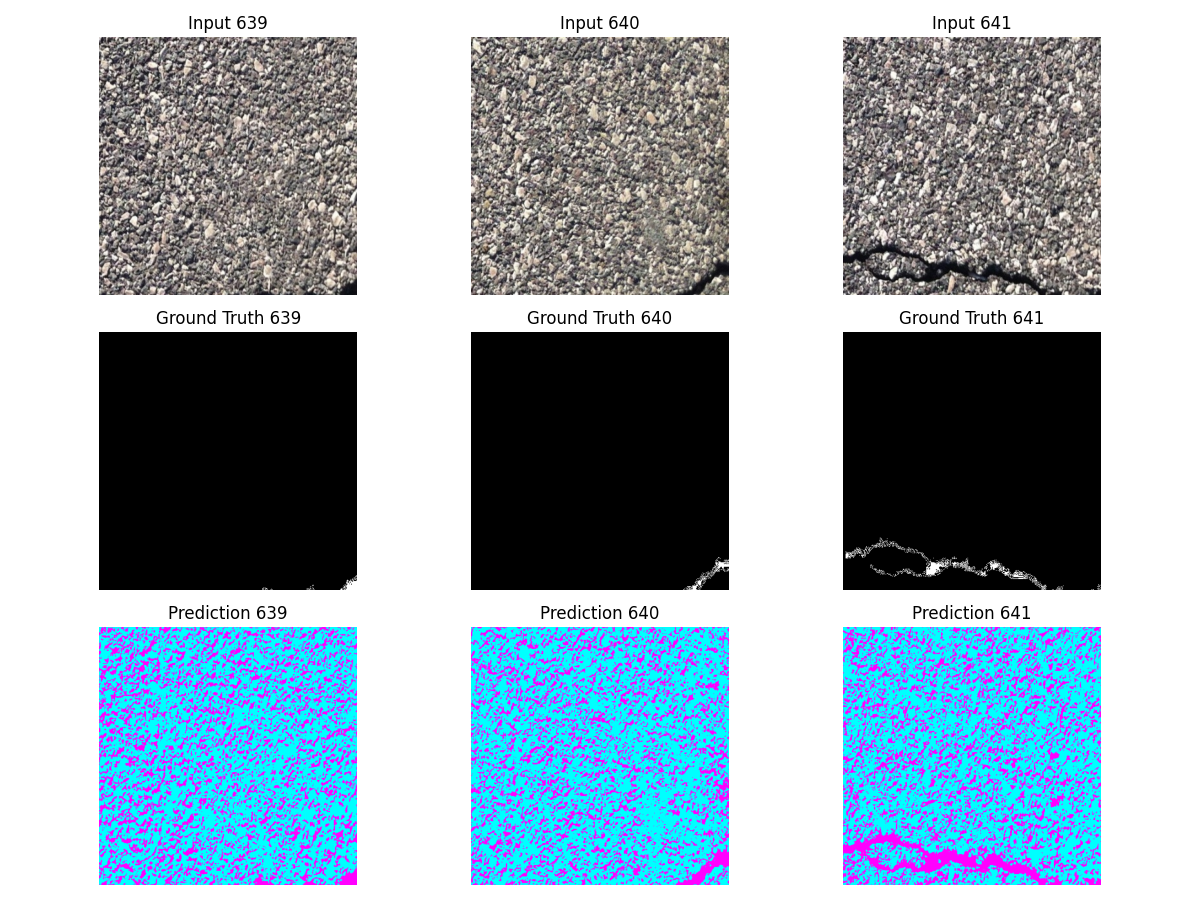 Input 639
Input 640
Input 641
Ground Truth 639
Ground Truth 640
Ground Truth 641
Prediction 639
Prediction 640
Prediction 641